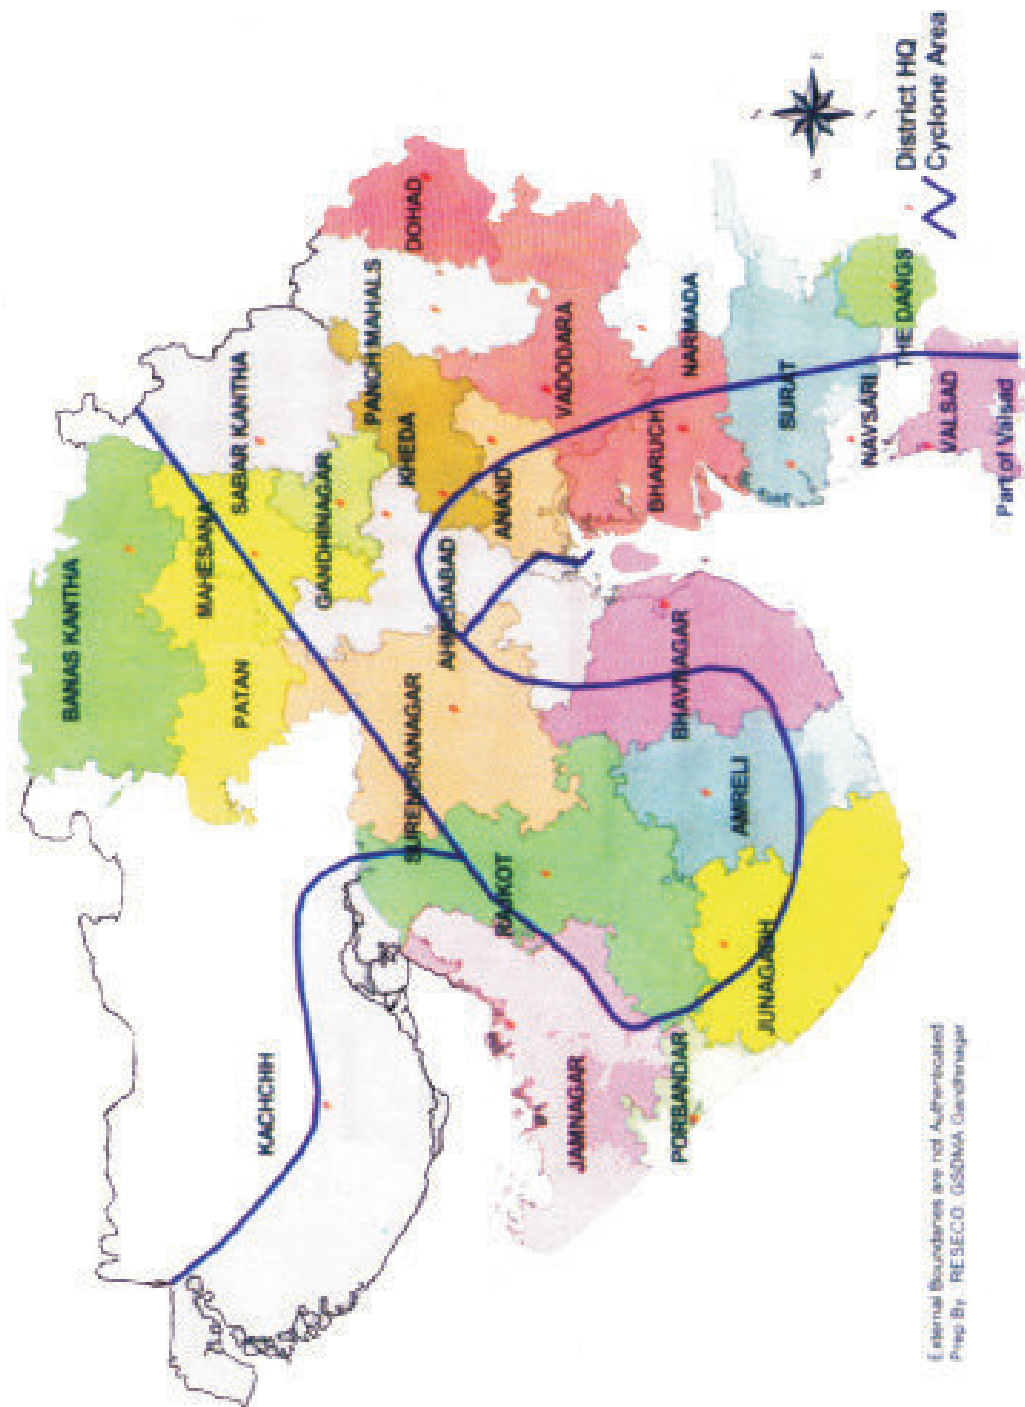 BANAS KANTHA
PATAN
MAHESANA
SABAR KANTHA
GANDHINAGAR
KACHCHH
SURENDRANAGAR
AHMEDABAD
KHEDA
PANCH MAHALS
DOHAD
RAJKOT
ANAND
VADODARA
JAMNAGAR
BHARUCH
NARMADA
PORBANDAR
BHAVNAGAR
AMRELI
JUNAGADH
SURAT
NAVSARI
THE DANGS
VALSAD
Part of Valsad
District HQ
Cyclone Area
External Boundaries are not Authenticated
Prep By RESECO, GSDMA Gandhinagar